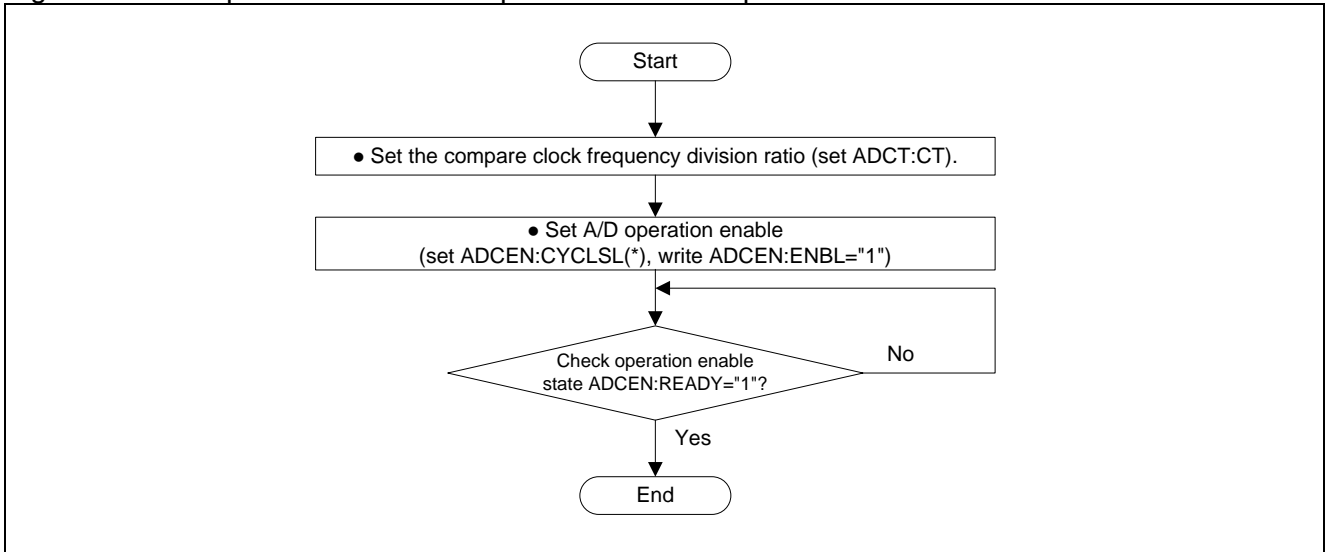 Start
● Set the compare clock frequency division ratio (set ADCT:CT).
● Set A/D operation enable
(set ADCEN:CYCLSL(*), write ADCEN:ENBL="1")
Check operation enable
state ADCEN:READY="1"?
No
Yes
End